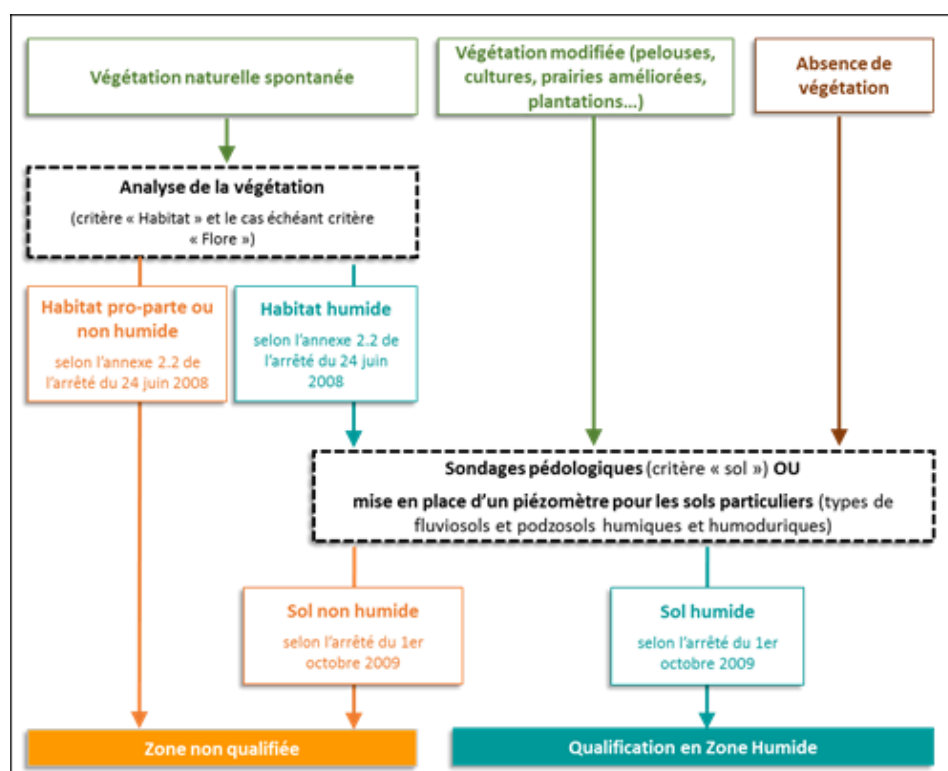 Végétation naturelle spontanée
Végétation modifiée (pelouses,
cultures, prairies améliorées,
plantations...)
Absence de
végétation
Analyse de la végétation
(critère « Habitat » et le cas échéant critère
« Flore »)
Habitat pro-parte ou
non humide
selon l'annexe 2.2 de
l'arrêté du 24 juin 2008
Habitat humide
selon l'annexe 2.2 de
l'arrêté du 24 juin
2008
Sondages pédologiques (critère « sol ») OU
mise en place d'un piézomètre pour les sols particuliers (types de
fluviosols et podzosols humiques et humoduriques)
Sol non humide
selon l'arrêté du 1er
octobre 2009
Sol humide
selon l'arrêté du 1er
octobre 2009
Zone non qualifiée
Qualification en Zone Humide